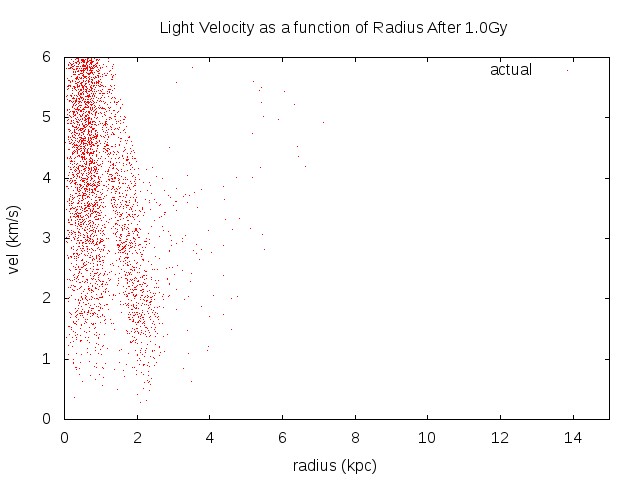 Light Velocity as a function of Radius After 1.0Gy
actual
6
5
4
3
2
1
0
vel (km/s)
0 2 4 6 8 10 12 14
radius (kpc)